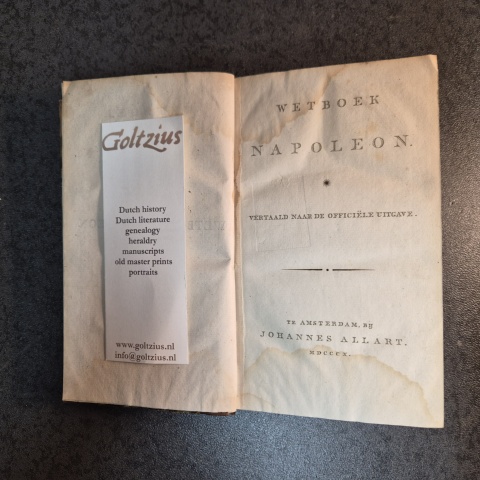 Goltzius
Dutch history
Dutch literature
genealogy
heraldry
manuscripts
old master prints
portraits
www.goltzius.nl
info@goltzius.nl
WETBOEK
NAPOLEON.
VERTAALD NAAR DE OFFICIËLE UITGAVE.
TE AMSTERDAM, BIJ
JOHANNES ALLART.
MDCCCX.